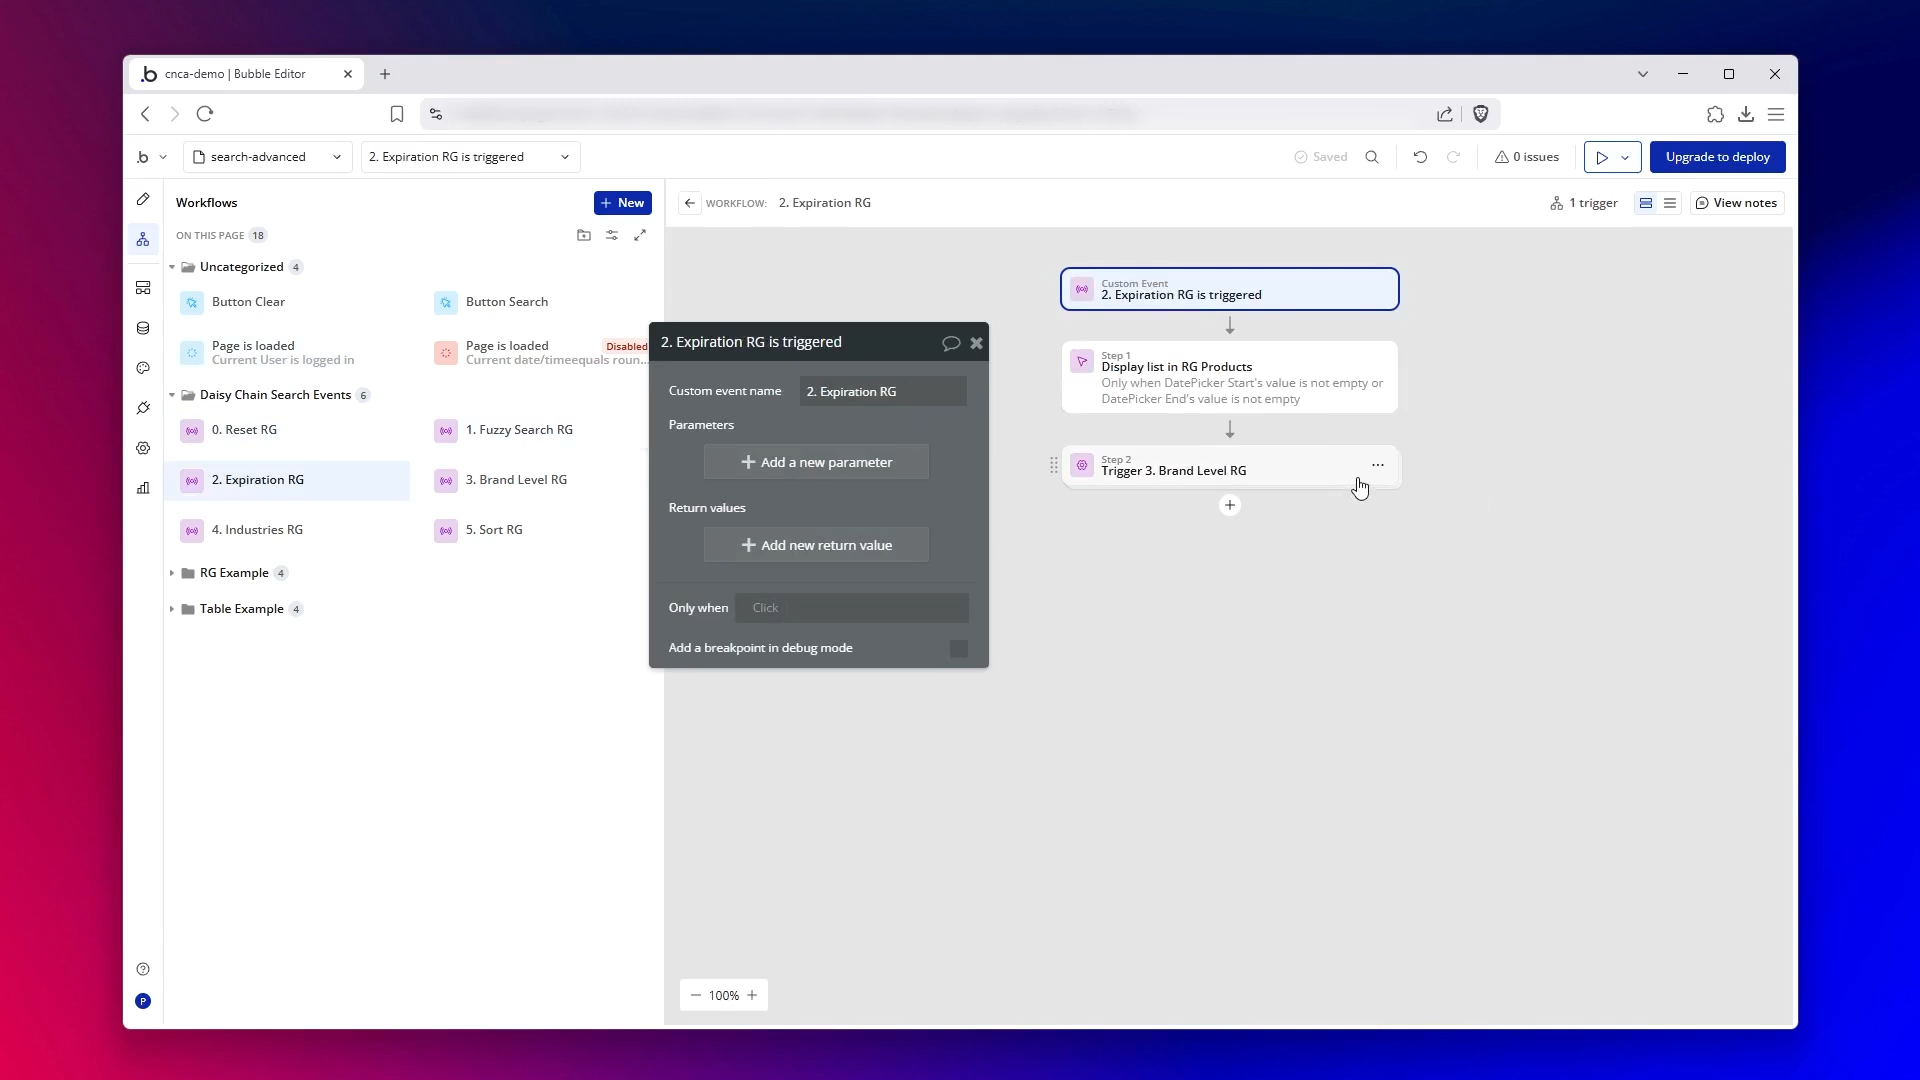 cnca-demo | Bubble Editor
search-advanced
2. Expiration RG is triggered
Saved
0 issues
Upgrade to deploy
Workflows
New
WORKFLOW: 2. Expiration RG
1 trigger
View notes
ON THIS PAGE 18
Uncategorized 4
Button Clear
Button Search
Page is loaded
Current User is logged in
Page is loaded
Disabled
Current date/timeequals roun...
Daisy Chain Search Events 6
0. Reset RG
1. Fuzzy Search RG
2. Expiration RG
3. Brand Level RG
4. Industries RG
5. Sort RG
RG Example 4
Table Example 4
2. Expiration RG is triggered
Custom event name 2. Expiration RG
Parameters
Add a new parameter
Return values
Add new return value
Only when Click
Add a breakpoint in debug mode
Custom Event
2. Expiration RG is triggered
Step 1
Display list in RG Products
Only when DatePicker Start's value is not empty or
DatePicker End's value is not empty
Step 2
Trigger 3. Brand Level RG
100%
P